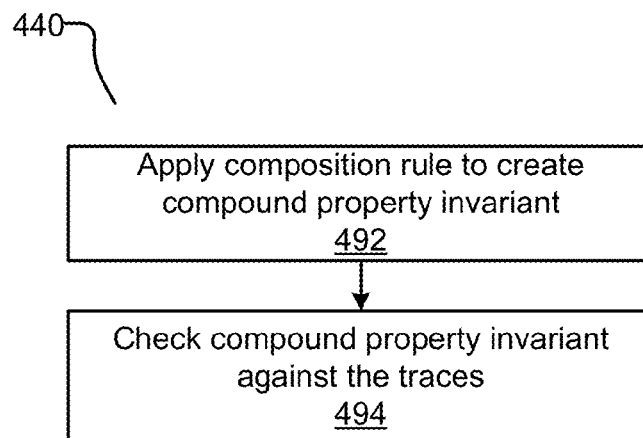 440
Apply composition rule to create
compound property invariant
492
Check compound property invariant
against the traces
494